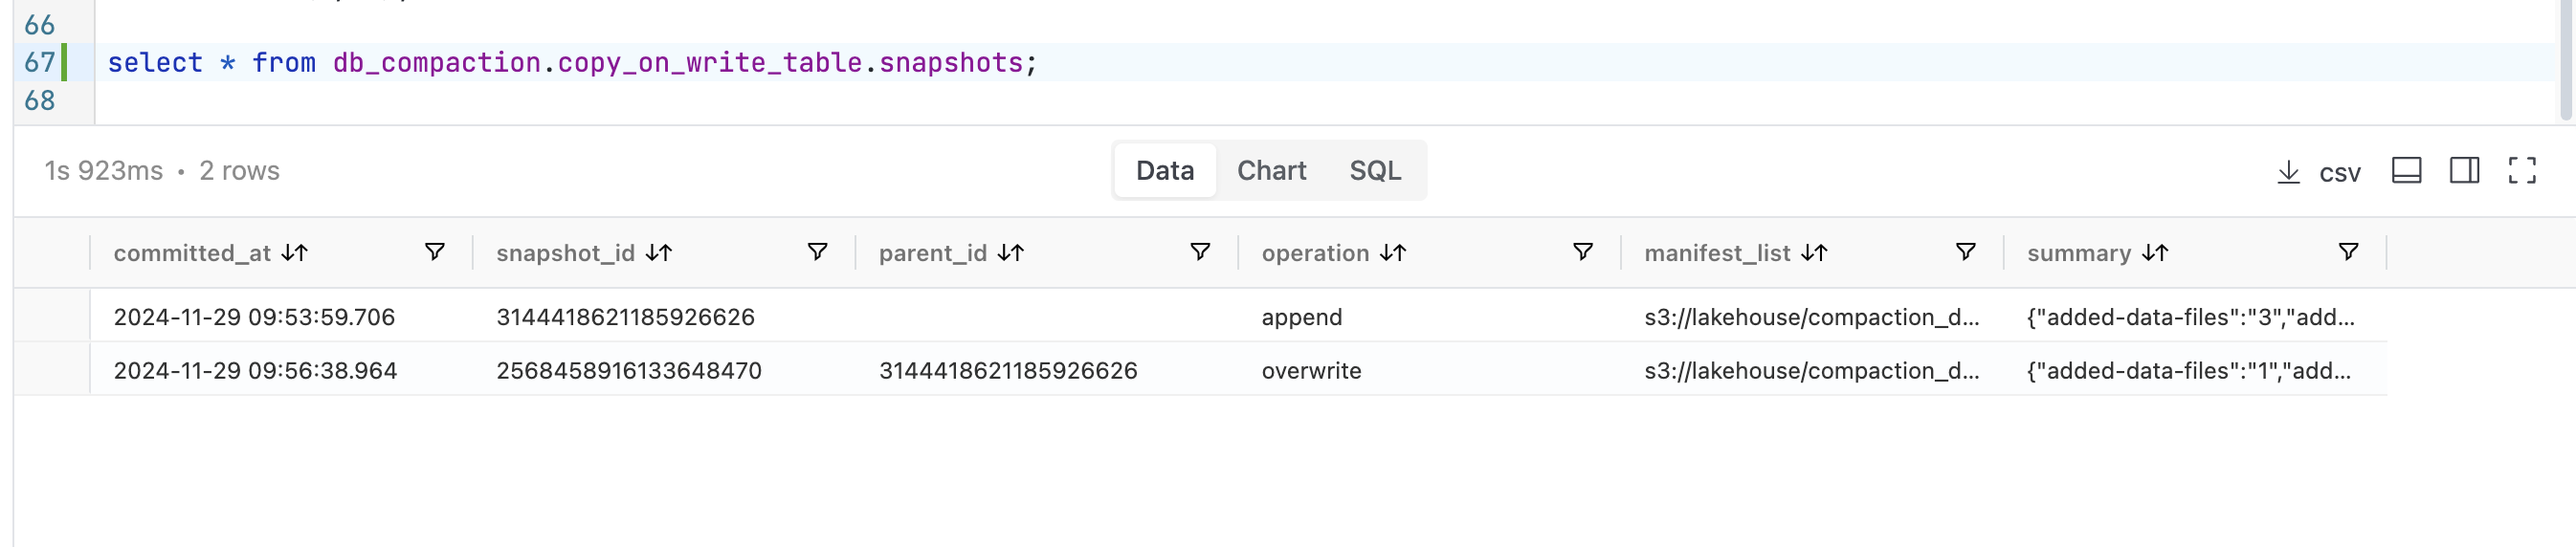 66
67 select * from db_compaction.copy_on_write_table.snapshots;
68
1s 923ms • 2 rows Data Chart SQL csv
committed_at snapshot_id parent_id operation manifest_list summary
2024-11-29 09:53:59.706 3144418621185926626 append s3://lakehouse/compaction_d... {"added-data-files":"3","add...
2024-11-29 09:56:38.964 2568458916133648470 3144418621185926626 overwrite s3://lakehouse/compaction_d... {"added-data-files":"1","add...